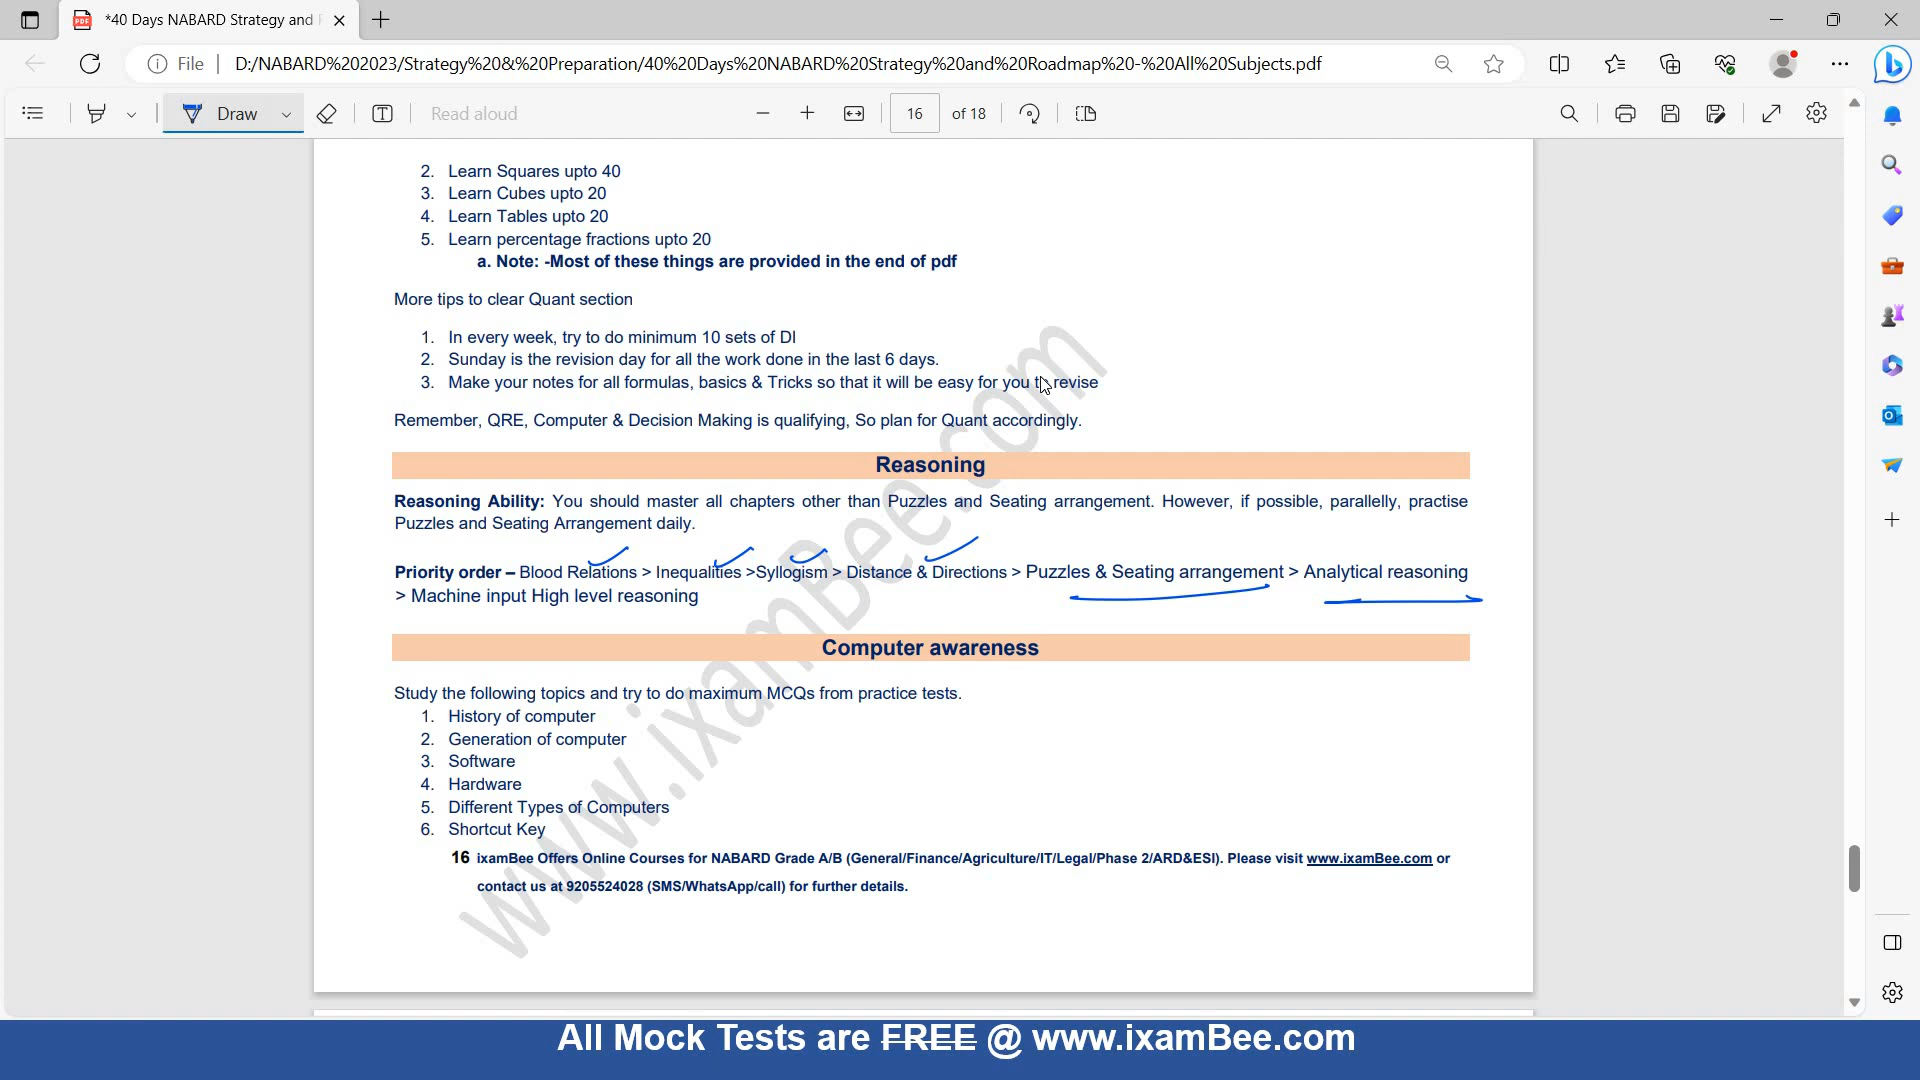 *40 Days NABARD Strategy and
File
D:/NABARD%202023/Strategy%20&%20Preparation/40%20Days%20NABARD%20Strategy%20and%20Roadmap%20-%20All%20Subjects.pdf
Draw
Read aloud
16 of 18
2. Learn Squares upto 40
3. Learn Cubes upto 20
4. Learn Tables upto 20
5. Learn percentage fractions upto 20
a. Note: -Most of these things are provided in the end of pdf
More tips to clear Quant section
1. In every week, try to do minimum 10 sets of DI
2. Sunday is the revision day for all the work done in the last 6 days.
3. Make your notes for all formulas, basics & Tricks so that it will be easy for you to revise
Remember, QRE, Computer & Decision Making is qualifying, So plan for Quant accordingly.
Reasoning
Reasoning Ability: You should master all chapters other than Puzzles and Seating arrangement. However, if possible, parallelly, practise
Puzzles and Seating Arrangement daily.
Priority order – Blood Relations > Inequalities >Syllogism > Distance & Directions > Puzzles & Seating arrangement > Analytical reasoning
> Machine input High level reasoning
Computer awareness
Study the following topics and try to do maximum MCQs from practice tests.
1. History of computer
2. Generation of computer
3. Software
4. Hardware
5. Different Types of Computers
6. Shortcut Key
16 ixamBee Offers Online Courses for NABARD Grade A/B (General/Finance/Agriculture/IT/Legal/Phase 2/ARD&ESI). Please visit www.ixamBee.com or
contact us at 9205524028 (SMS/WhatsApp/call) for further details.
www.ixamBee.com
All Mock Tests are FREE @ www.ixamBee.com